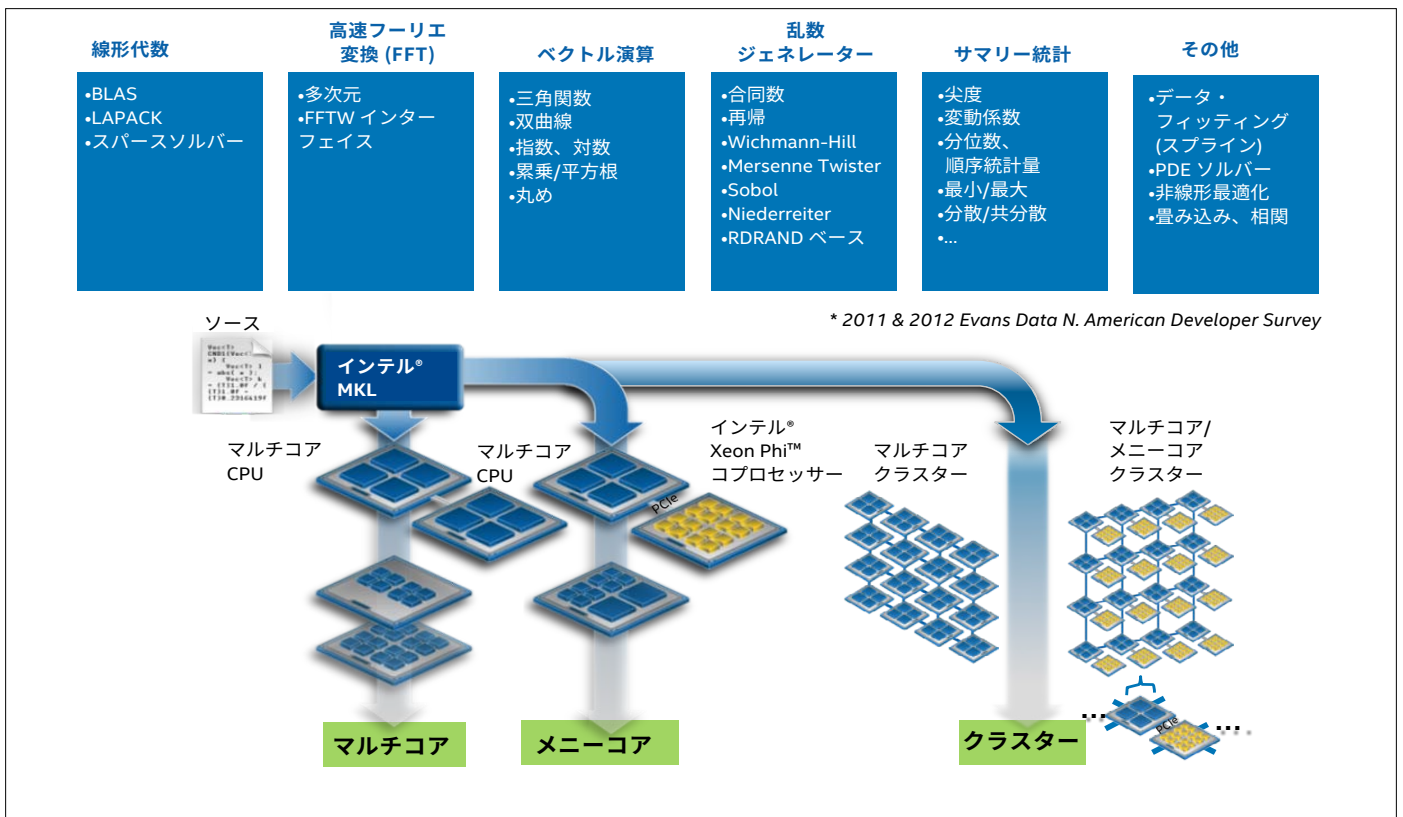 線形代数
•BLAS
•LAPACK
•スパースソルバー
高速フーリエ
変換 (FFT)
•多次元
•FFTW インター
フェイス
ベクトル演算
•三角関数
•双曲線
•指数、対数
•累乗/平方根
•丸め
乱数
ジェネレーター
•合同数
•再帰
•Wichmann-Hill
•Mersenne Twister
•Sobol
•Niederreiter
•RDRAND ベース
サマリー統計
•尖度
•変動係数
•分位数、
順序統計量
•最小/最大
•分散/共分散
•...
その他
•データ・
フィッティング
(スプライン)
•PDE ソルバー
•非線形最適化
•畳み込み、相関
* 2011 & 2012 Evans Data N. American Developer Survey
ソース
インテル®
MKL
マルチコア
CPU
マルチコア
CPU
インテル®
Xeon Phi™
コプロセッサー
PCIe
マルチコア
クラスター
マルチコア/
メニーコア
クラスター
PCIe
マルチコア
メニーコア
クラスター